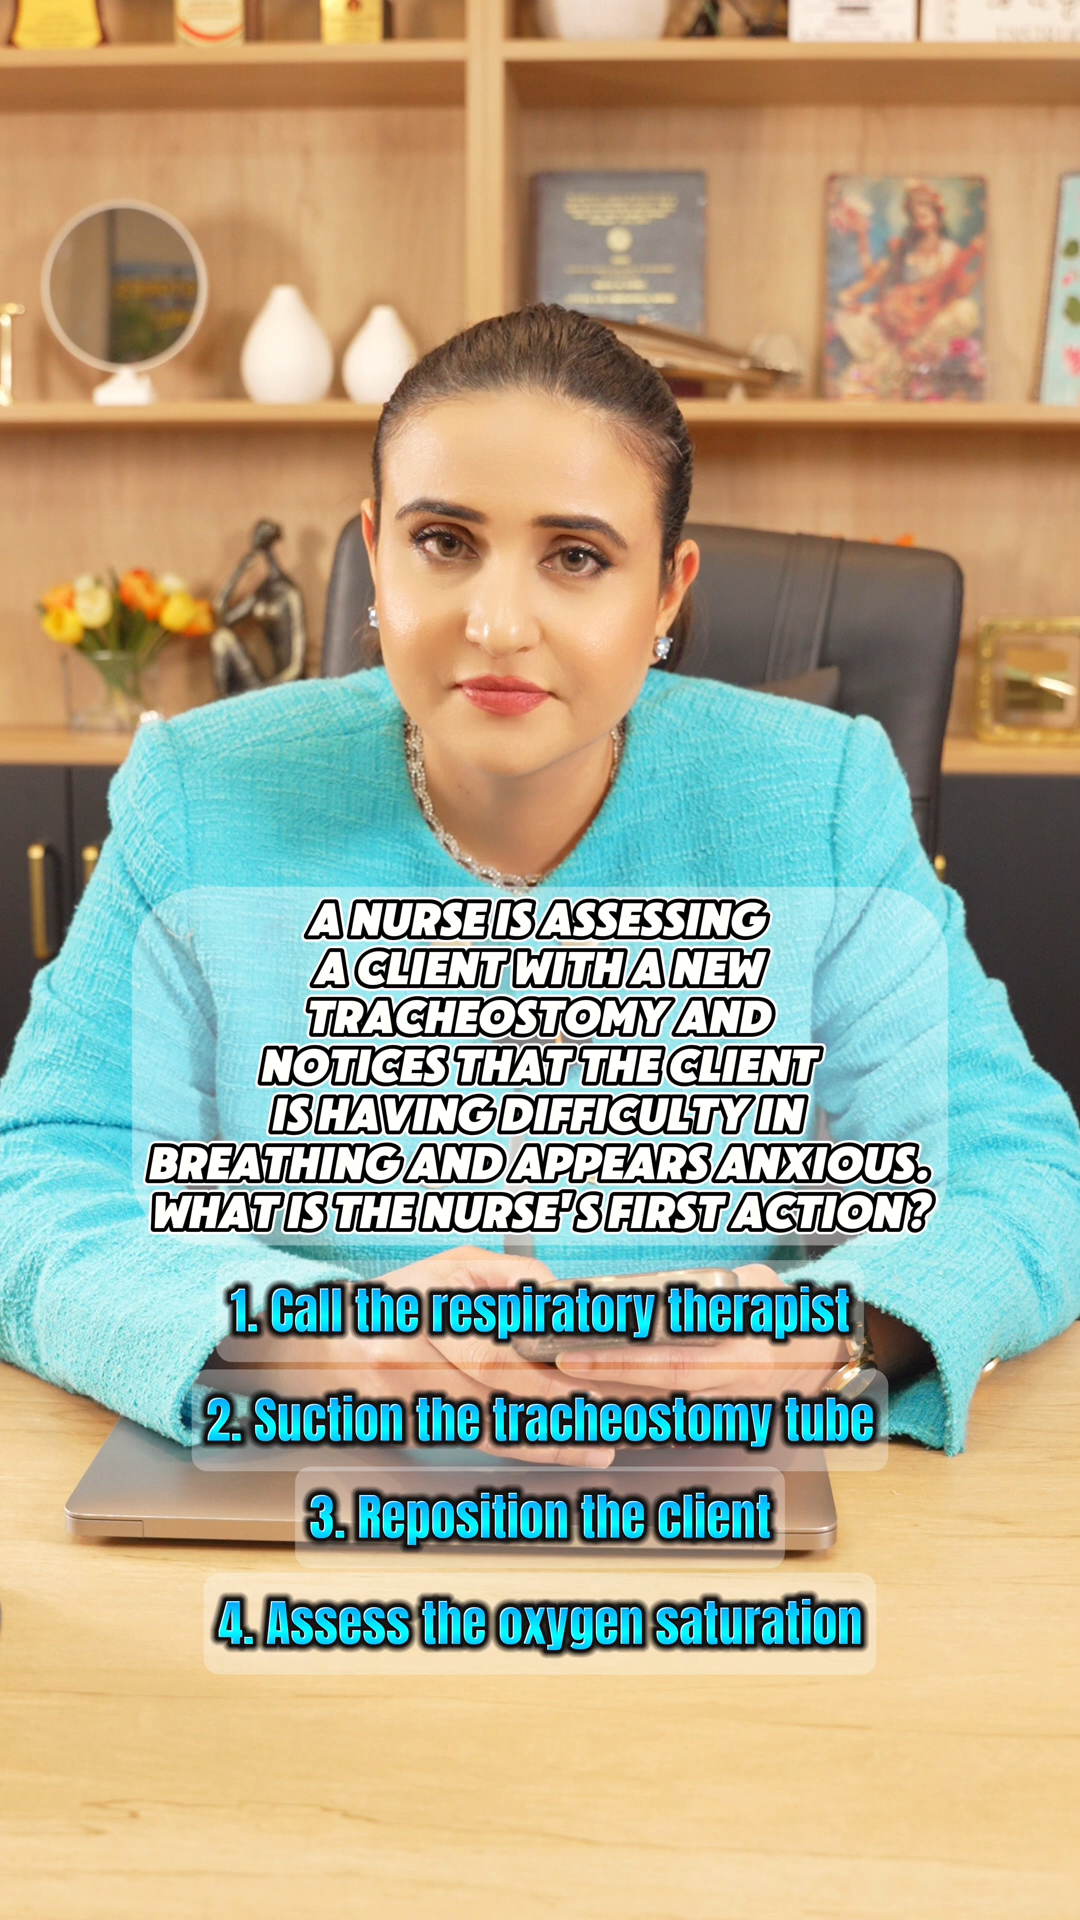 A NURSE IS ASSESSING
A CLIENT WITH A NEW
TRACHEOSTOMY AND
NOTICES THAT THE CLIENT
IS HAVING DIFFICULTY IN
BREATHING AND APPEARS ANXIOUS.
WHAT IS THE NURSE'S FIRST ACTION?
1. Call the respiratory therapist
2. Suction the tracheostomy tube
3. Reposition the client
4. Assess the oxygen saturation